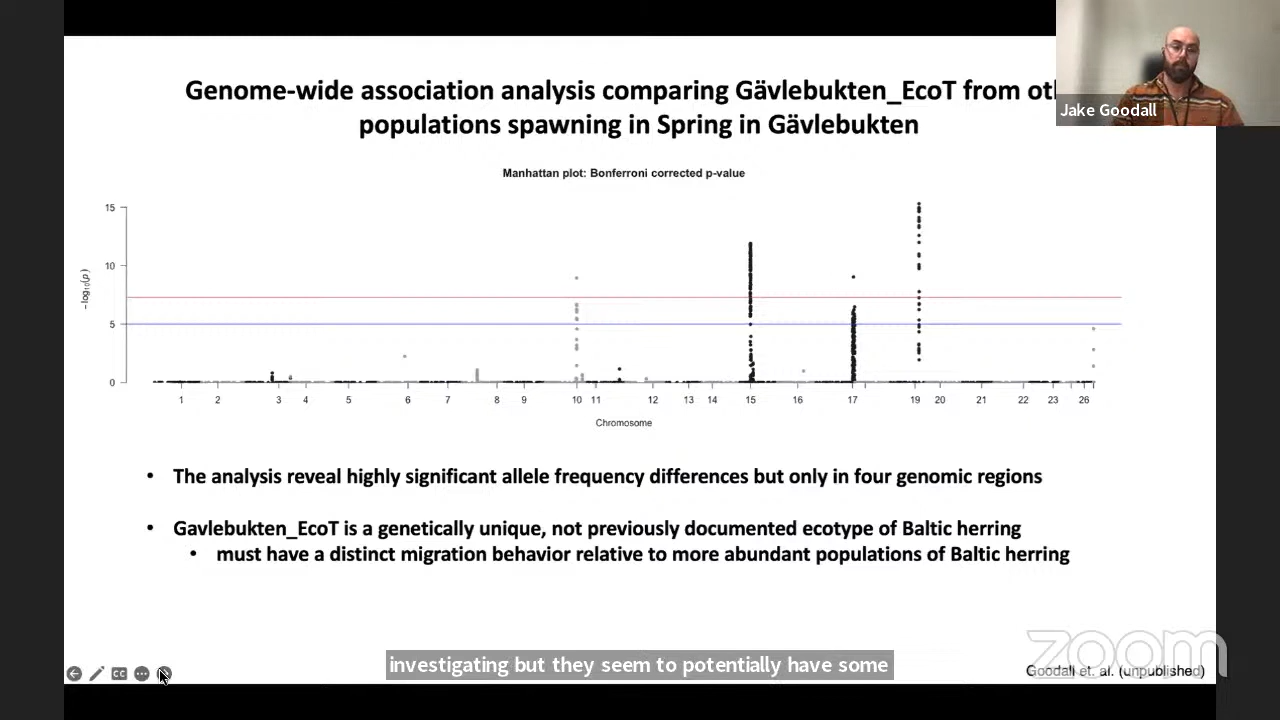 Genome-wide association analysis comparing Gävlebukten_EcoT from
populations spawning in Spring in Gävlebukten
Jake Goodall
Manhattan plot: Bonferroni corrected p-value
15
10
5
0
−log10(p)
1 2 3 4 5 6 7 8 9 10 11 12 13 14 15 16 17 19 20 21 22 23 26
Chromosome
• The analysis reveal highly significant allele frequency differences but only in four genomic regions
• Gavlebukten_EcoT is a genetically unique, not previously documented ecotype of Baltic herring
• must have a distinct migration behavior relative to more abundant populations of Baltic herring
investigating but they seem to potentially have some
CC
zoom
Goodall et. al. (unpublished)